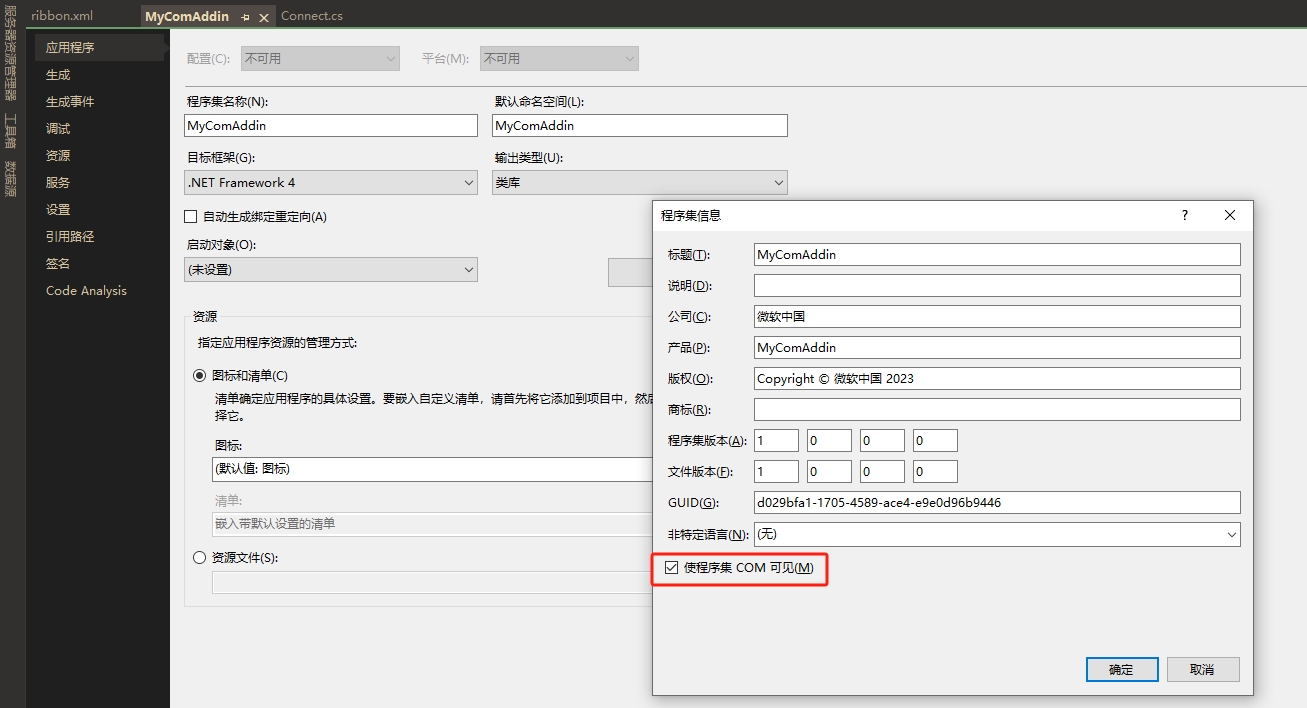 ribbon.xml
MyComAddin
Connect.cs
服务器资源管理器
工具箱
数据源
应用程序
生成
生成事件
调试
资源
服务
设置
引用路径
签名
Code Analysis
配置(C):
不可用
平台(M):
不可用
程序集名称(N):
默认命名空间(L):
MyComAddin
MyComAddin
目标框架(G):
输出类型(U):
.NET Framework 4
类库
自动生成绑定重定向(A)
启动对象(O):
(未设置)
资源
指定应用程序资源的管理方式:
图标和清单(C)
清单确定应用程序的具体设置。要嵌入自定义清单，请首先将它添加到项目中，然后
择它。
图标:
(默认值: 图标)
清单:
嵌入带默认设置的清单
资源文件(S):
程序集信息
?
标题(T):
MyComAddin
说明(D):
公司(C):
微软中国
产品(P):
MyComAddin
版权(O):
Copyright © 微软中国 2023
商标(R):
程序集版本(A):
1 0 0 0
文件版本(F):
1 0 0 0
GUID(G):
d029bfa1-1705-4589-ace4-e9e0d96b9446
非特定语言(N):
(无)
使程序集 COM 可见(M)
确定
取消